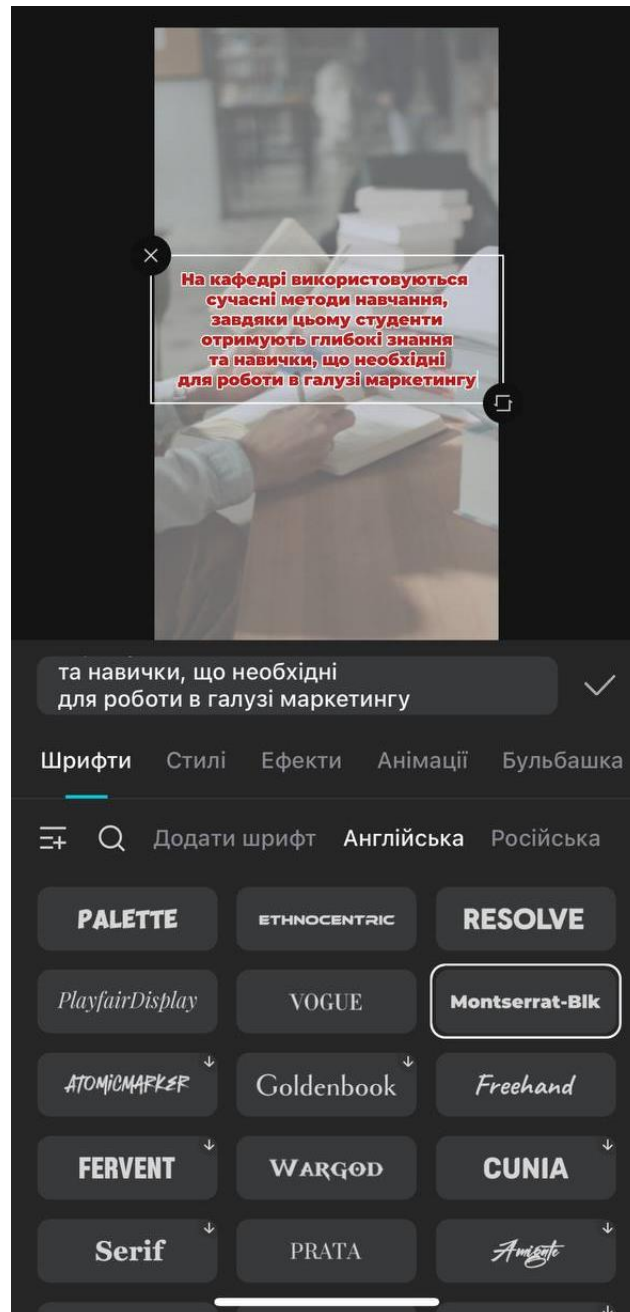 На кафедрі використовуються
сучасні методи навчання,
завдяки цьому студенти
отримують глибокі знання
та навички, що необхідні
для роботи в галузі маркетингу
та навички, що необхідні
для роботи в галузі маркетингу
Шрифти Стилі Ефекти Анімації Бульбашка
Додати шрифт Англійська Російська
PALETTE ETHNOCENTRIC RESOLVE
PlayfairDisplay VOGUE Montserrat-Blk
ATOMICMARKER Goldenbook Freehand
FERVENT WARGOD CUNIA
Serif PRATA Amigate